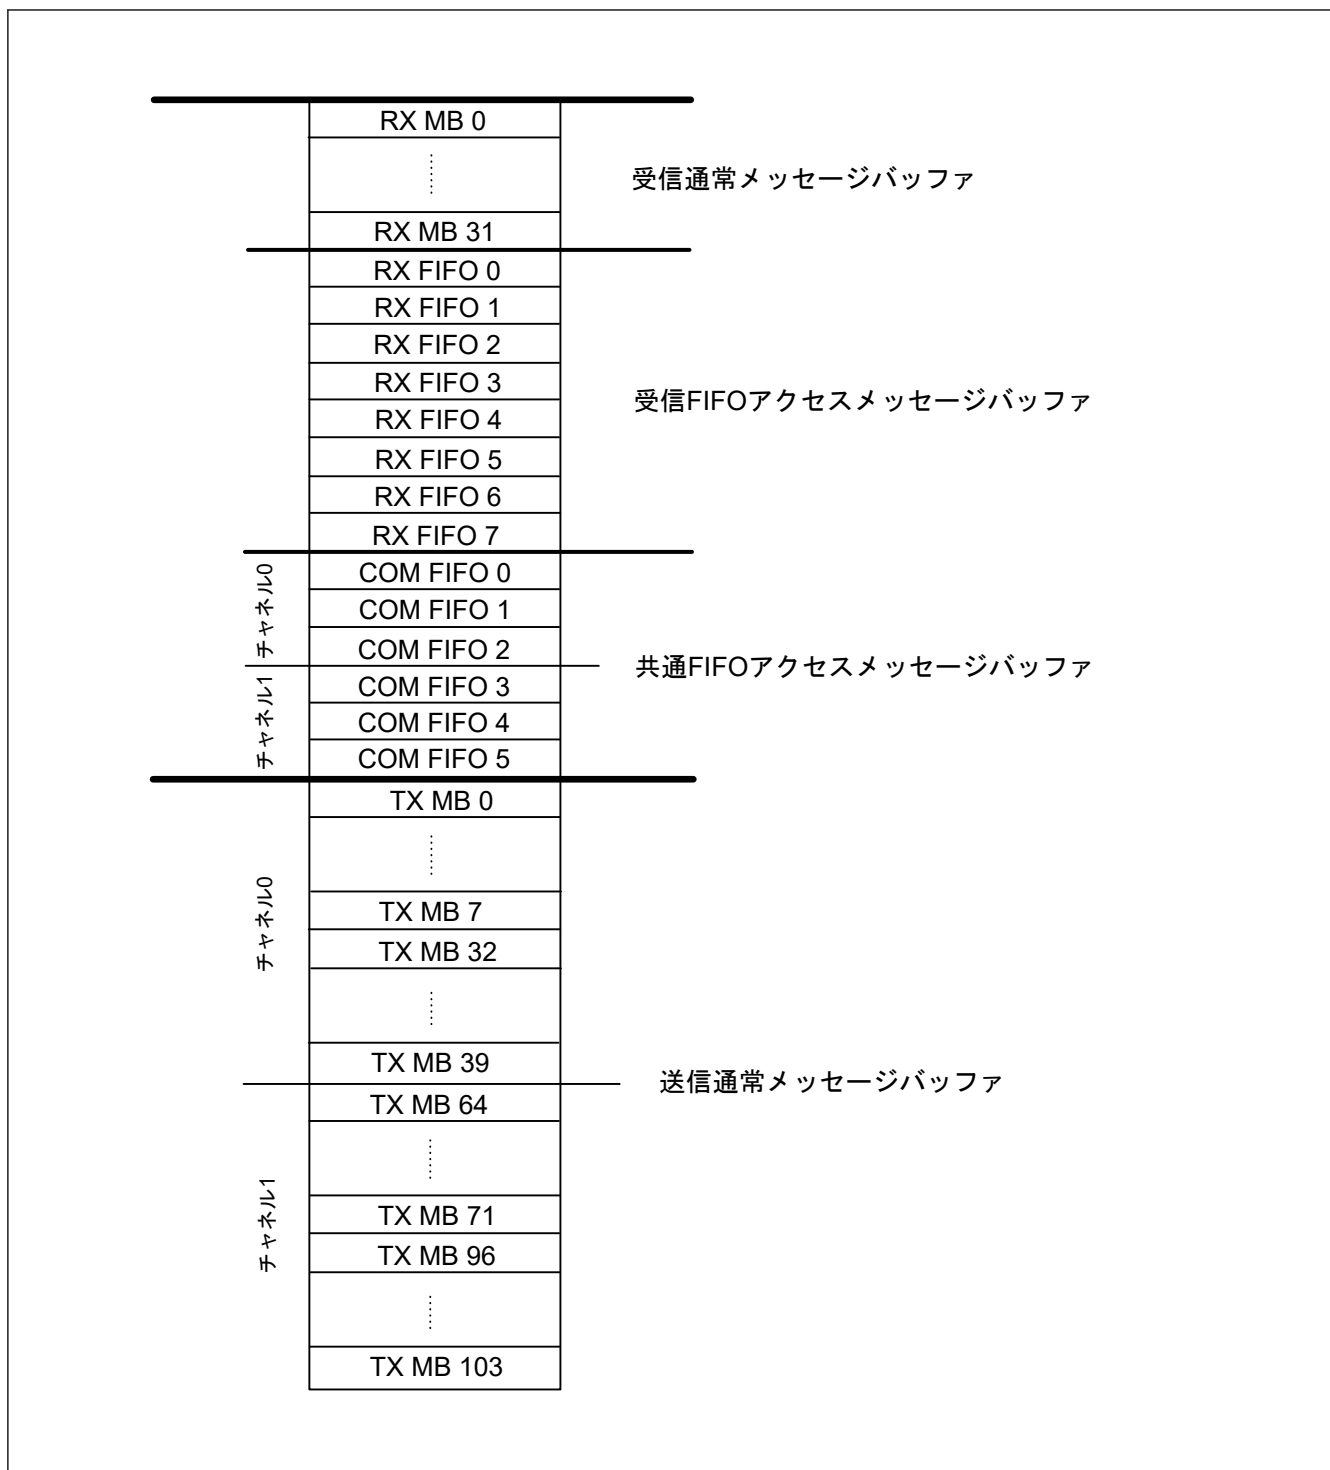 RX MB 0
受信通常メッセージバッファ
RX MB 31
RX FIFO 0
RX FIFO 1
RX FIFO 2
RX FIFO 3
受信FIFOアクセスメッセージバッファ
RX FIFO 4
RX FIFO 5
RX FIFO 6
RX FIFO 7
チャネル0
COM FIFO 0
COM FIFO 1
COM FIFO 2
共通FIFOアクセスメッセージバッファ
チャネル1
COM FIFO 3
COM FIFO 4
COM FIFO 5
TX MB 0
チャネル0
TX MB 7
TX MB 32
TX MB 39
送信通常メッセージバッファ
TX MB 64
チャネル1
TX MB 71
TX MB 96
TX MB 103